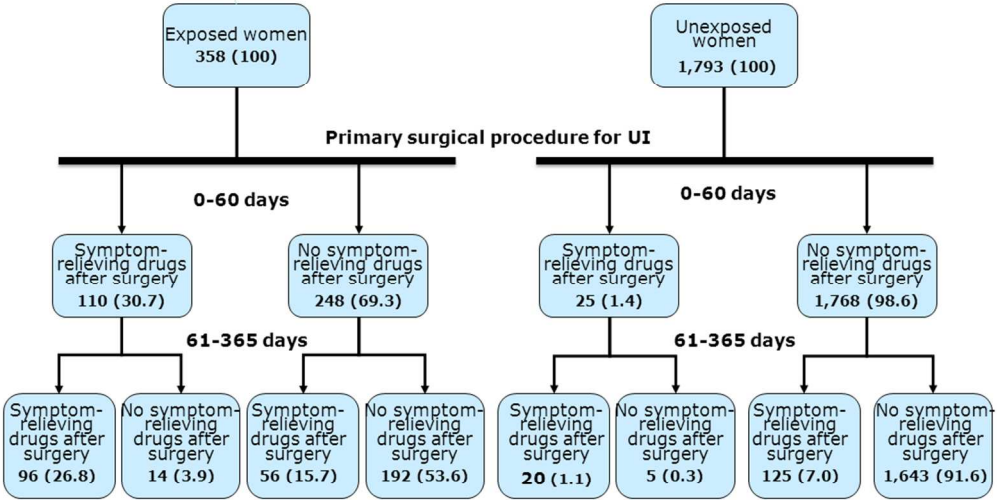 Exposed women
358 (100)
Unexposed
women
1,793 (100)
Primary surgical procedure for UI
0-60 days
0-60 days
Symptom-
relieving drugs
after surgery
110 (30.7)
No symptom-
relieving drugs
after surgery
248 (69.3)
Symptom-
relieving drugs
after surgery
25 (1.4)
No symptom-
relieving drugs
after surgery
1,768 (98.6)
61-365 days
61-365 days
Symptom-
relieving
drugs after
surgery
96 (26.8)
No symptom-
relieving
drugs after
surgery
14 (3.9)
Symptom-
relieving
drugs after
surgery
56 (15.7)
No symptom-
relieving
drugs after
surgery
192 (53.6)
Symptom-
relieving
drugs after
surgery
20 (1.1)
No symptom-
relieving
drugs after
surgery
5 (0.3)
Symptom-
relieving
drugs after
surgery
125 (7.0)
No symptom-
relieving
drugs after
surgery
1,643 (91.6)